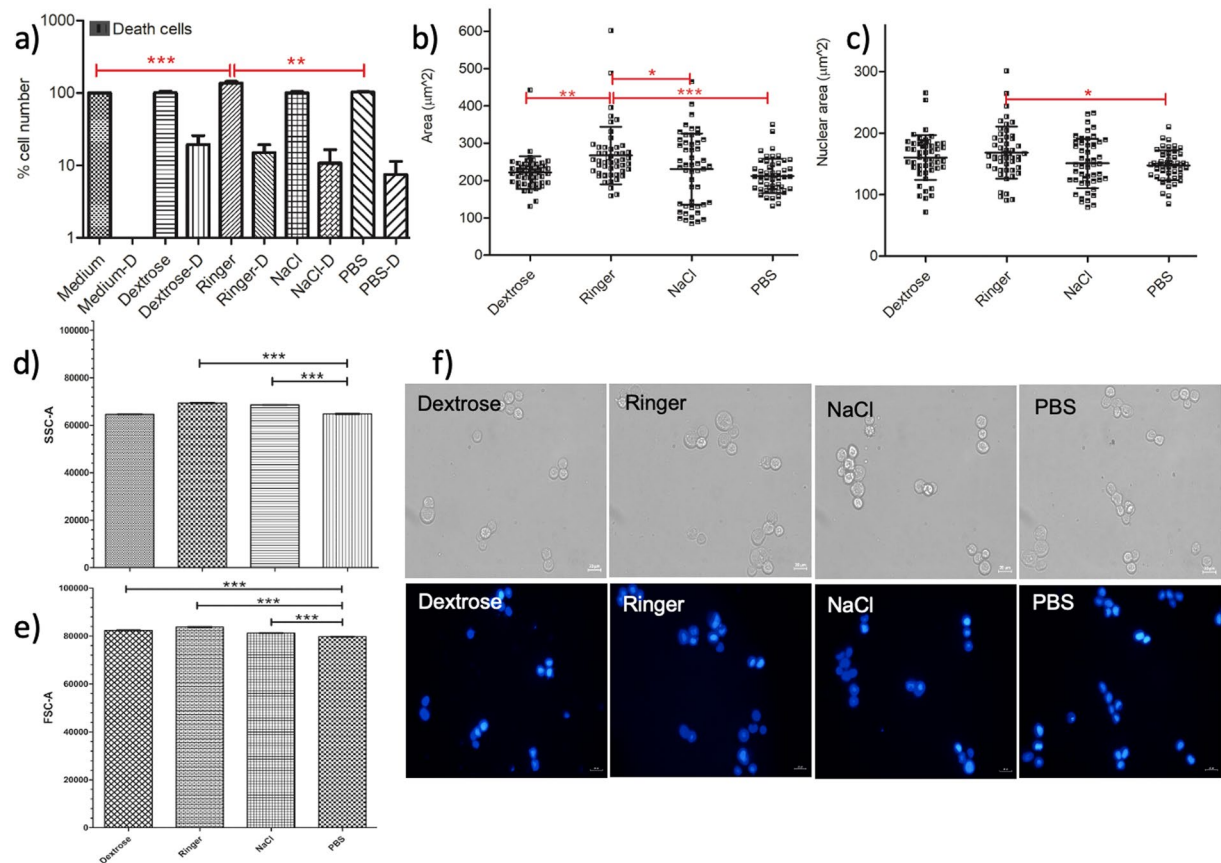 a)
Death cells
1000
100
10
1
% cell number
***
**
Medium
Medium-D
Dextrose
Dextrose-D
Ringer
Ringer-D
NaCl
NaCl-D
PBS
PBS-D
b)
600
500
400
300
200
100
0
Area (μm^2)
*
**
***
Dextrose
Ringer
NaCl
PBS
c)
300
200
100
0
Nuclear area (μm^2)
*
Dextrose
Ringer
NaCl
PBS
d)
100000
80000
60000
40000
20000
0
SSC-A
***
***
e)
100000
80000
60000
40000
20000
0
FSC-A
***
***
***
Dextrose
Ringer
NaCl
PBS
f)
Dextrose
Ringer
NaCl
PBS
Dextrose
Ringer
NaCl
PBS